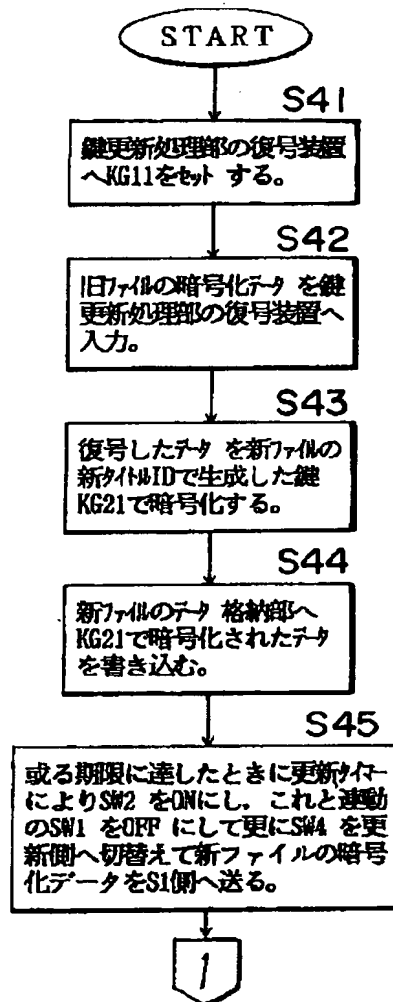 START
S41
鍵更新処理部の復号装置
へKG11をセット する。
S42
旧ファイルの暗号化データ を鍵
更新処理部の復号装置へ
入力。
S43
復号したデータ を新ファイルの
新タイトルIDで生成した鍵
KG21で暗号化する。
S44
新ファイルのデータ 格納部へ
KG21で暗号化されたデータ
を書き込む。
S45
或る期限に達したときに更新タイマー
によりSW2 をONにし、これと連動
のSW1 をOFF にして更にSW4 を更
新側へ切替えて新ファイルの暗号
化データをS1側へ送る。
1